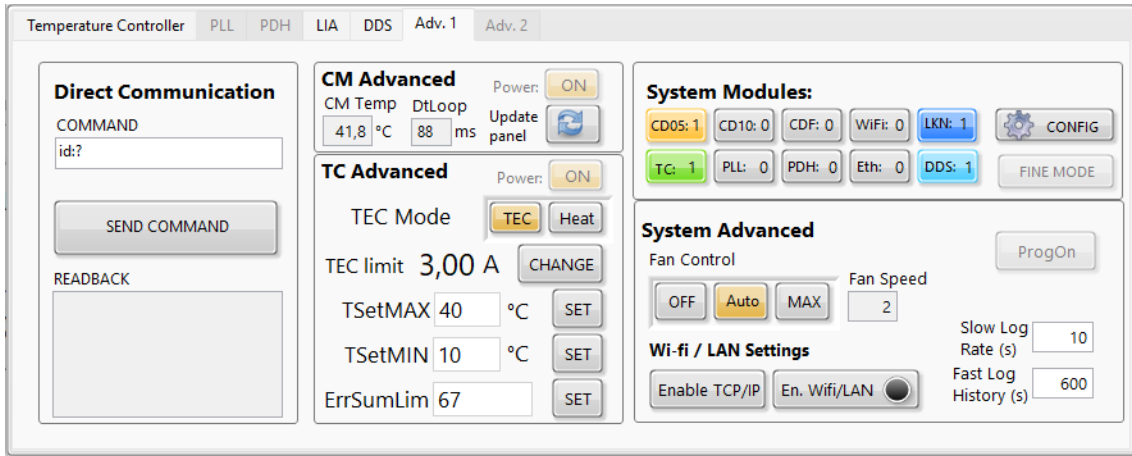 Temperature Controller PLL PDH LIA DDS Adv. 1 Adv. 2
Direct Communication
COMMAND
id:?
SEND COMMAND
READBACK
CM Advanced
Power: ON
CM Temp DtLoop
Update panel
41,8 °C 88 ms
TC Advanced
Power: ON
TEC Mode TEC Heat
TEC limit 3,00 A CHANGE
TSetMAX 40 °C SET
TSetMIN 10 °C SET
ErrSumLim 67 SET
System Modules:
CD05: 1 CD10: 0 CDF: 0 WiFi: 0 LKN: 1 CONFIG
TC: 1 PLL: 0 PDH: 0 Eth: 0 DDS: 1 FINE MODE
System Advanced
ProgOn
Fan Control
Fan Speed
OFF Auto MAX 2
Wi-fi / LAN Settings
Enable TCP/IP En. Wifi/LAN
Slow Log
Rate (s) 10
Fast Log
History (s) 600